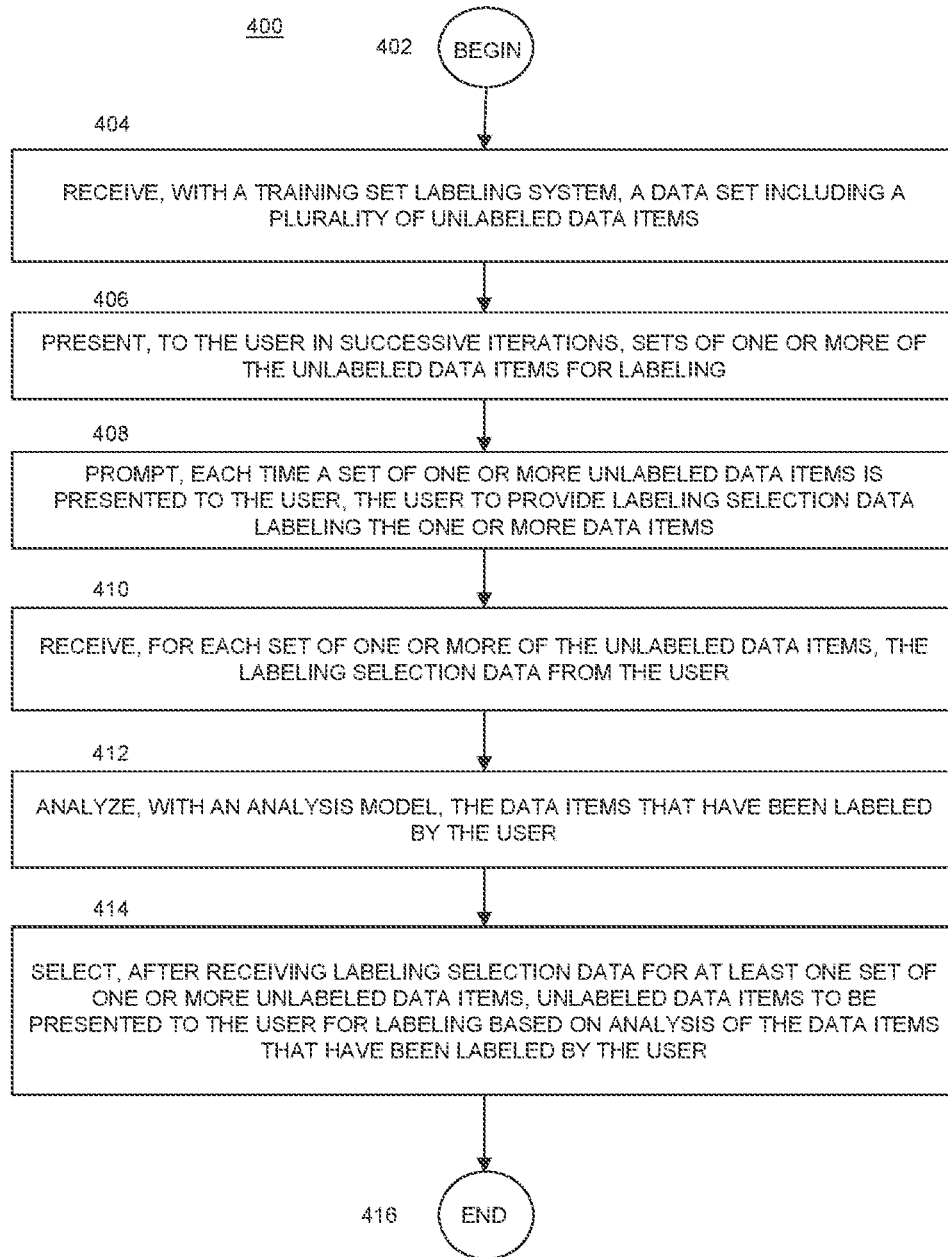 400
402
BEGIN
404
RECEIVE, WITH A TRAINING SET LABELING SYSTEM, A DATA SET INCLUDING A
PLURALITY OF UNLABELED DATA ITEMS
406
PRESENT, TO THE USER IN SUCCESSIVE ITERATIONS, SETS OF ONE OR MORE OF
THE UNLABELED DATA ITEMS FOR LABELING
408
PROMPT, EACH TIME A SET OF ONE OR MORE UNLABELED DATA ITEMS IS
PRESENTED TO THE USER, THE USER TO PROVIDE LABELING SELECTION DATA
LABELING THE ONE OR MORE DATA ITEMS
410
RECEIVE, FOR EACH SET OF ONE OR MORE OF THE UNLABELED DATA ITEMS, THE
LABELING SELECTION DATA FROM THE USER
412
ANALYZE, WITH AN ANALYSIS MODEL, THE DATA ITEMS THAT HAVE BEEN LABELED
BY THE USER
414
SELECT, AFTER RECEIVING LABELING SELECTION DATA FOR AT LEAST ONE SET OF
ONE OR MORE UNLABELED DATA ITEMS, UNLABELED DATA ITEMS TO BE
PRESENTED TO THE USER FOR LABELING BASED ON ANALYSIS OF THE DATA ITEMS
THAT HAVE BEEN LABELED BY THE USER
416
END